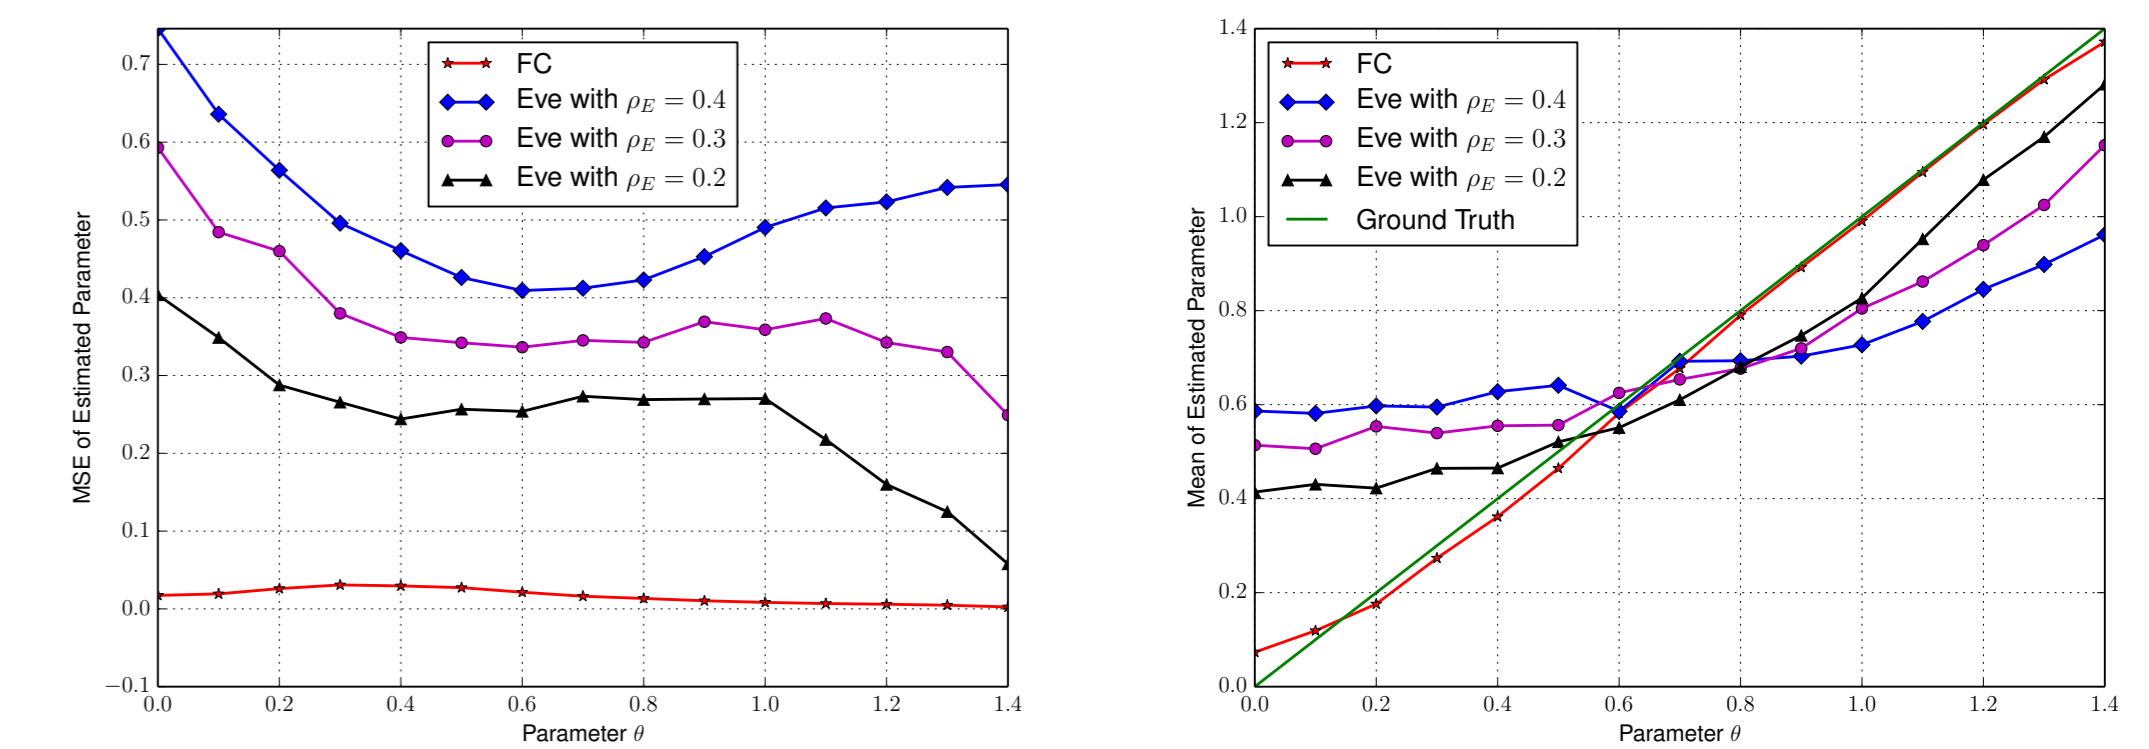 MSE of Estimated Parameter
0.7
0.6
0.5
0.4
0.3
0.2
0.1
0.0
−0.1
FC
Eve with ρ_E = 0.4
Eve with ρ_E = 0.3
Eve with ρ_E = 0.2
0.0 0.2 0.4 0.6 0.8 1.0 1.2 1.4
Parameter θ
Mean of Estimated Parameter
1.4
1.2
1.0
0.8
0.6
0.4
0.2
0.0
FC
Eve with ρ_E = 0.4
Eve with ρ_E = 0.3
Eve with ρ_E = 0.2
Ground Truth
0.0 0.2 0.4 0.6 0.8 1.0 1.2 1.4
Parameter θ